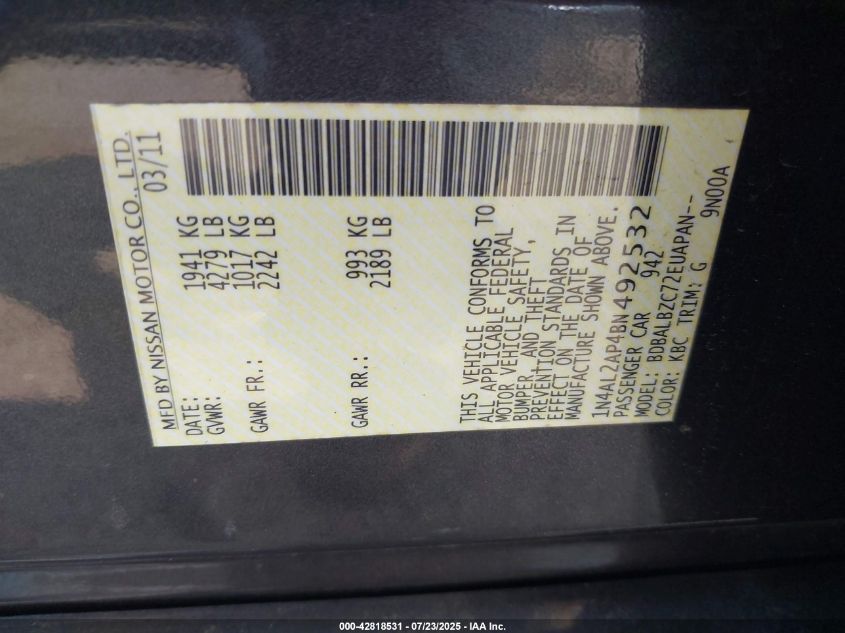 MFD BY NISSAN MOTOR CO., LTD.
DATE: 03/11
GVWR: 1941 KG
4279 LB
GAWR FR.: 1017 KG
2242 LB
GAWR RR.: 993 KG
2189 LB
THIS VEHICLE CONFORMS TO
ALL APPLICABLE FEDERAL
MOTOR VEHICLE SAFETY,
BUMPER, AND THEFT
PREVENTION STANDARDS IN
EFFECT ON THE DATE OF
MANUFACTURE SHOWN ABOVE.
1N4AL2AP4BN492532
PASSENGER CAR 942
MODEL: BDBALBZC72EUAPAN--
COLOR: KBC TRIM: G 9N00A
000-42818531 - 07/23/2025 - IAA Inc.